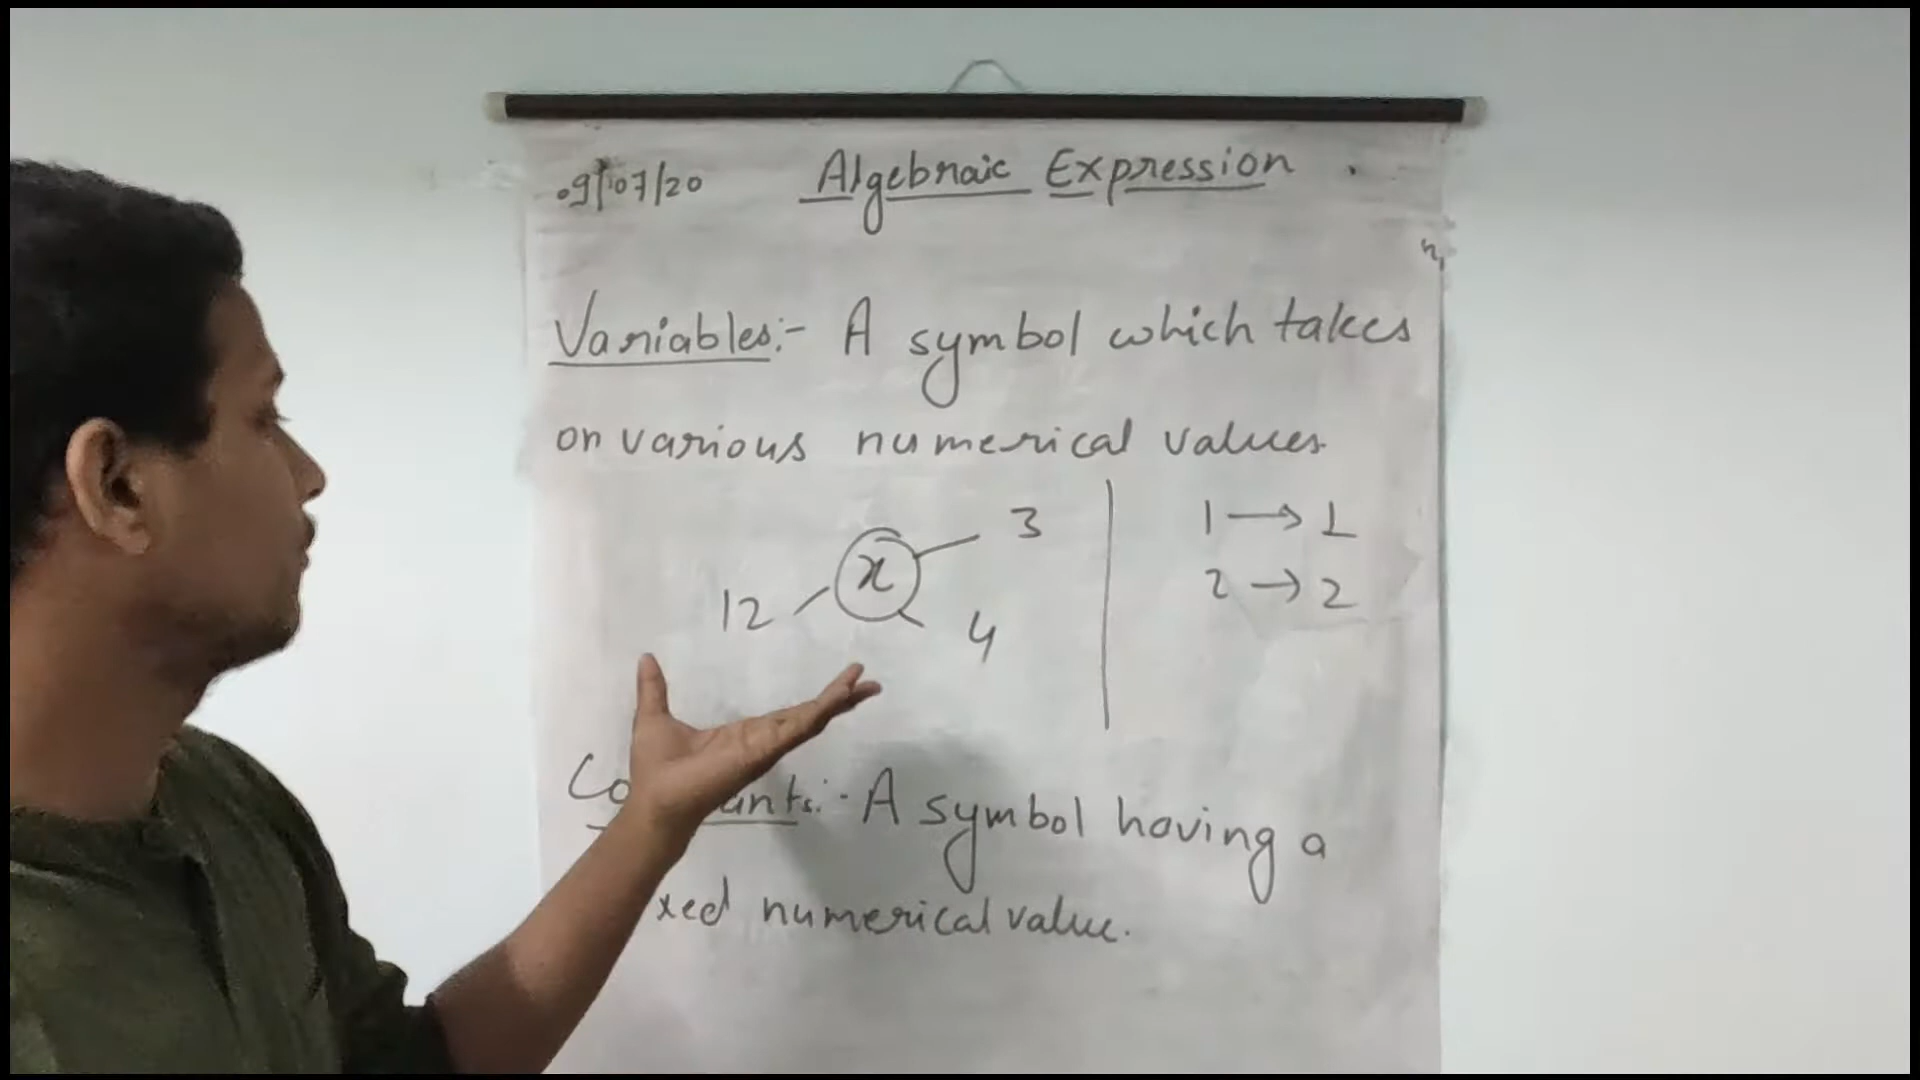 09/07/20 Algebraic Expression
Variables:- A symbol which takes
on various numerical values.
3
x
12
4
1 → 1
2 → 2
A symbol having a
numerical value.